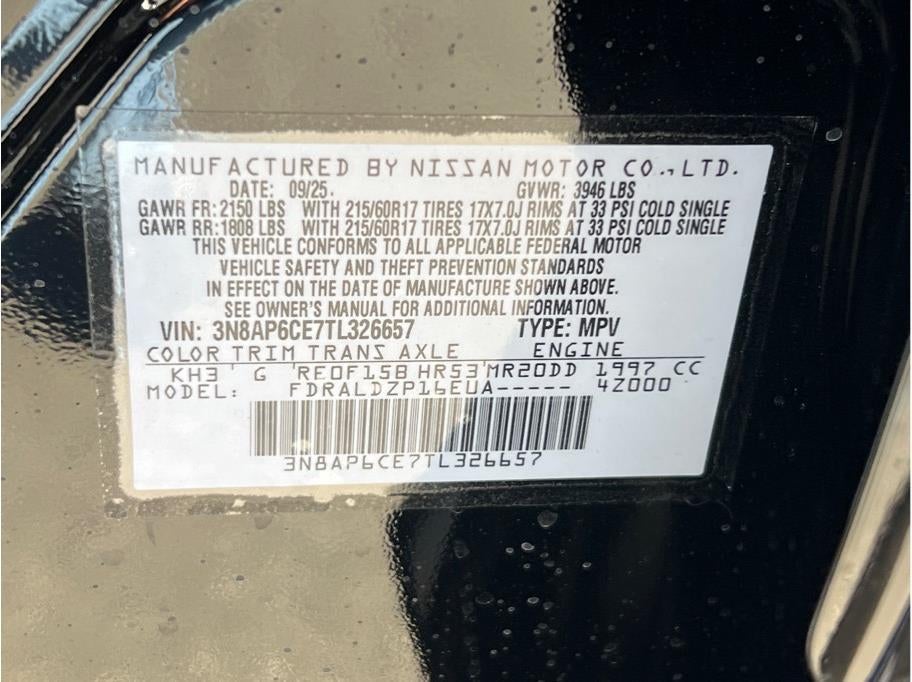 MANUFACTURED BY NISSAN MOTOR CO., LTD.
DATE: 09/25. GVWR: 3946 LBS
GAWR FR: 2150 LBS WITH 215/60R17 TIRES 17X7.0J RIMS AT 33 PSI COLD SINGLE
GAWR RR: 1808 LBS WITH 215/60R17 TIRES 17X7.0J RIMS AT 33 PSI COLD SINGLE
THIS VEHICLE CONFORMS TO ALL APPLICABLE FEDERAL MOTOR
VEHICLE SAFETY AND THEFT PREVENTION STANDARDS
IN EFFECT ON THE DATE OF MANUFACTURE SHOWN ABOVE.
SEE OWNER'S MANUAL FOR ADDITIONAL INFORMATION.
VIN: 3N8AP6CE7TL326657 TYPE: MPV
COLOR TRIM TRANS AXLE ENGINE
KH3 G RE0F15B HR53 MR20DD 1997 CC
MODEL: FDRALDZP16EUA----- 4Z000
3N8AP6CE7TL326657